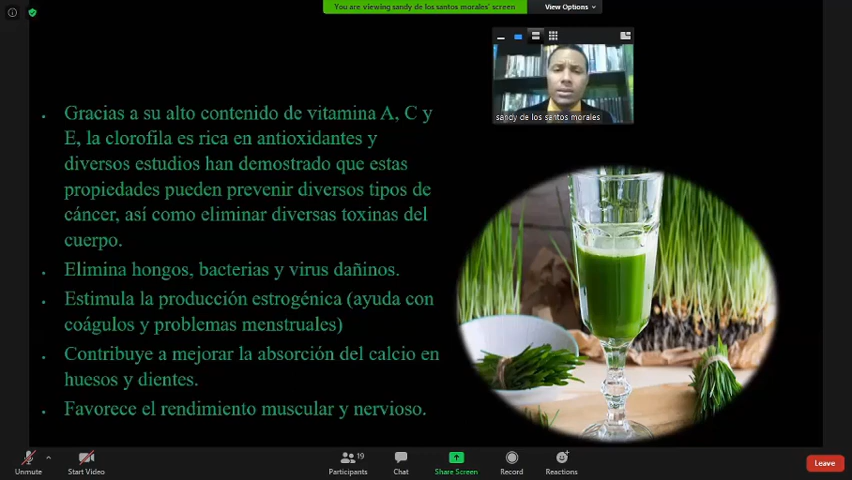 You are viewing sandy de los santos morales' screen
View Options
sandy de los santos morales
Gracias a su alto contenido de vitamina A, C y
E, la clorofila es rica en antioxidantes y
diversos estudios han demostrado que estas
propiedades pueden prevenir diversos tipos de
cáncer, así como eliminar diversas toxinas del
cuerpo.
Elimina hongos, bacterias y virus dañinos.
Estimula la producción estrogénica (ayuda con
coágulos y problemas menstruales)
Contribuye a mejorar la absorción del calcio en
huesos y dientes.
Favorece el rendimiento muscular y nervioso.
Unmute
Start Video
Participants
19
Chat
Share Screen
Record
Reactions
Leave